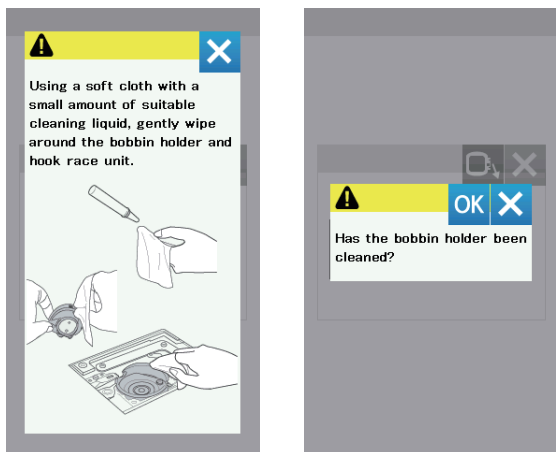 Using a soft cloth with a
small amount of suitable
cleaning liquid, gently wipe
around the bobbin holder and
hook race unit.
OK
Has the bobbin holder been
cleaned?